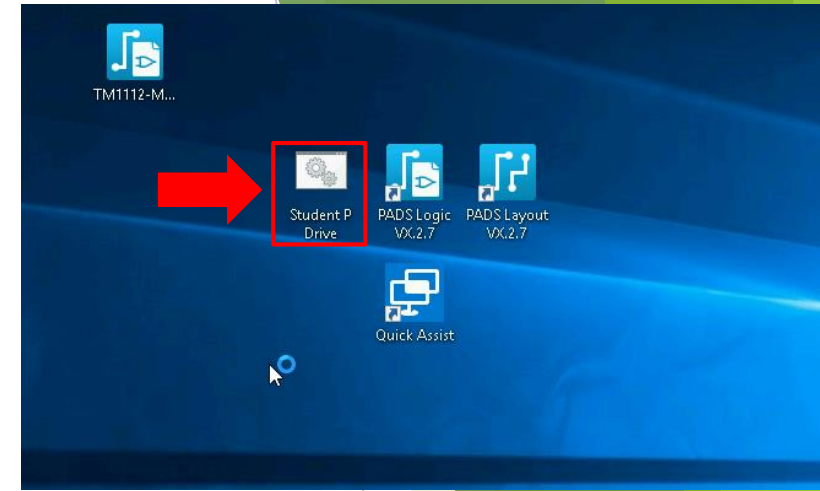 TM1112-M...
Student P
Drive
PADS Logic
VX.2.7
PADS Layout
VX.2.7
Quick Assist